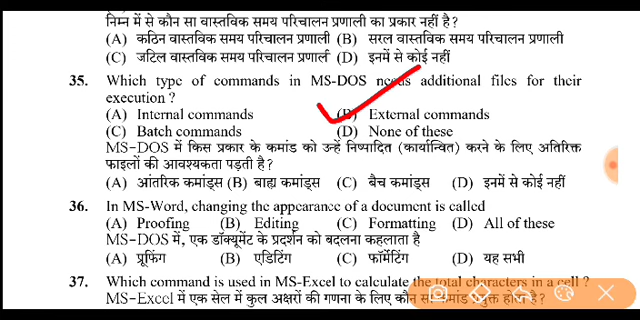 निम्न में से कौन सा वास्तविक समय परिचालन प्रणाली का प्रकार नहीं है?
(A) कठिन वास्तविक समय परिचालन प्रणाली (B) सरल वास्तविक समय परिचालन प्रणाली
(C) जटिल वास्तविक समय परिचालन प्रणाली (D) इनमें से कोई नहीं
35. Which type of commands in MS-DOS needs additional files for their
execution ?
(A) Internal commands (B) External commands
(C) Batch commands (D) None of these
MS-DOS में किस प्रकार के कमांड को उन्हें निष्पादित (कार्यान्वित) करने के लिए अतिरिक्त
फाइलों की आवश्यकता पड़ती है?
(A) आंतरिक कमांड्स (B) बाह्य कमांड्स (C) बैच कमांड्स (D) इनमें से कोई नहीं
36. In MS-Word, changing the appearance of a document is called
(A) Proofing (B) Editing (C) Formatting (D) All of these
MS-DOS में, एक डॉक्यूमेंट के प्रदर्शन को बदलना कहलाता है
(A) प्रूफिंग (B) एडिटिंग (C) फॉर्मेटिंग (D) यह सभी
37. Which command is used in MS-Excel to calculate the total characters in a cell ?
MS-Excel में एक सेल में कुल अक्षरों की गणना के लिए कौन सा कमांड है?